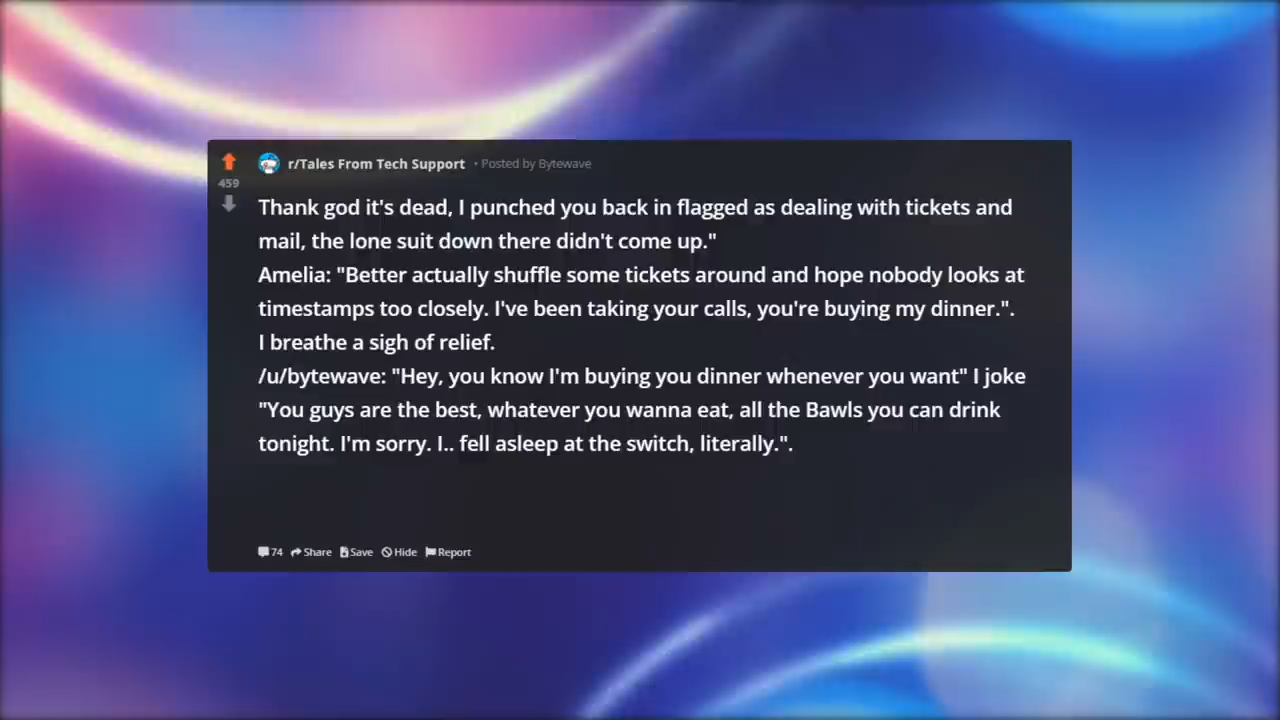 r/Tales From Tech Support • Posted by Bytewave
459
Thank god it's dead, I punched you back in flagged as dealing with tickets and
mail, the lone suit down there didn't come up."
Amelia: "Better actually shuffle some tickets around and hope nobody looks at
timestamps too closely. I've been taking your calls, you're buying my dinner.".
I breathe a sigh of relief.
/u/bytewave: "Hey, you know I'm buying you dinner whenever you want" I joke
"You guys are the best, whatever you wanna eat, all the Bawls you can drink
tonight. I'm sorry. I.. fell asleep at the switch, literally.".
74 Share Save Hide Report